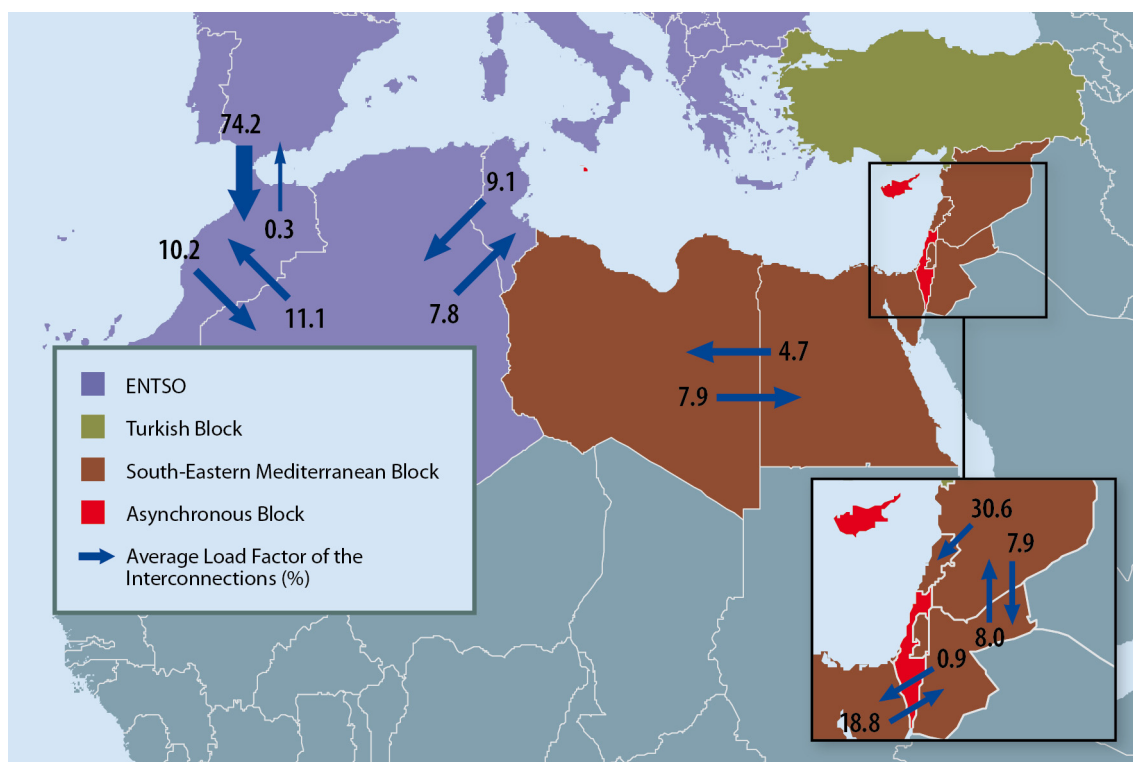 74.2
0.3
9.1
10.2
11.1
7.8
4.7
7.9
ENTSO
Turkish Block
South-Eastern Mediterranean Block
Asynchronous Block
Average Load Factor of the
Interconnections (%)
30.6
7.9
8.0
0.9
18.8